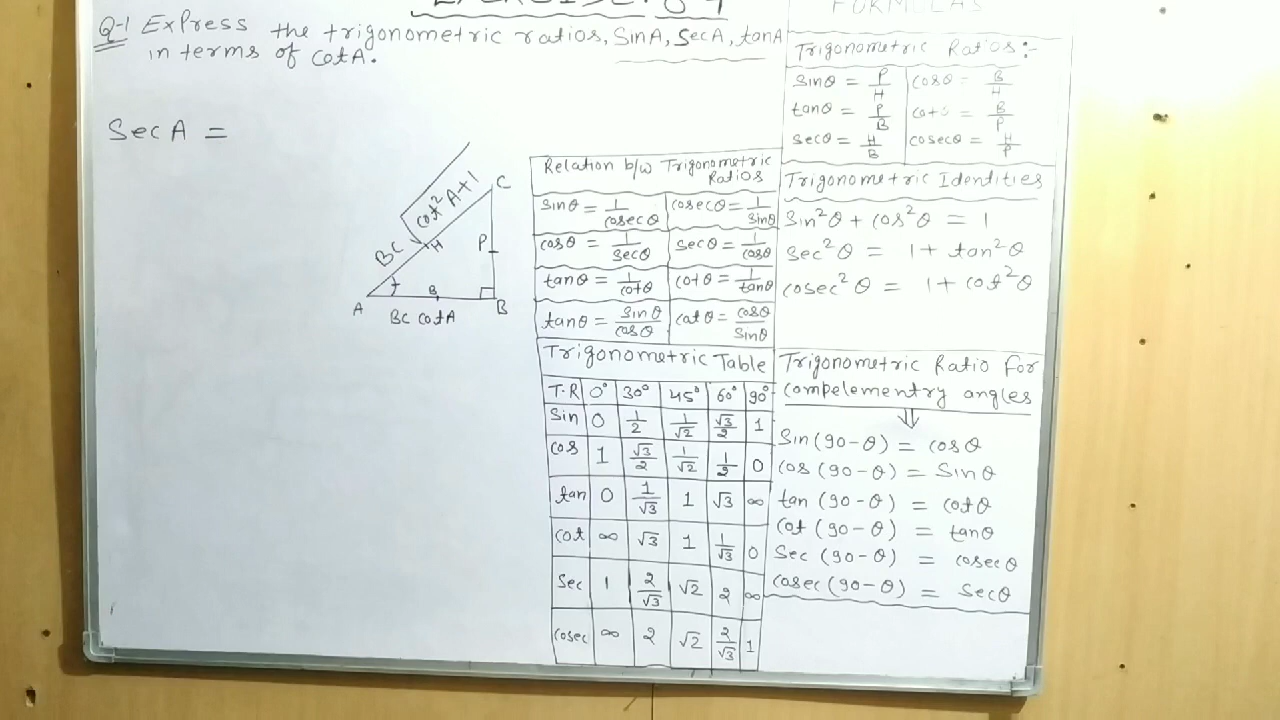 Q-1 Express the trigonometric ratios, SinA, SecA, tanA
in terms of cotA.
Sec A =
BC √cot²A+1
C
H
P
B
A
B
BC cotA
Relation b/w Trigonometric
Ratios
Sinθ = 1/cosecθ cosecθ = 1/Sinθ
cosθ = 1/Secθ Secθ = 1/cosθ
tanθ = 1/cotθ cotθ = 1/tanθ
tanθ = Sinθ/cosθ cotθ = cosθ/Sinθ
Trigonometric Table
T.R 0° 30° 45° 60° 90°
Sin 0 1/2 1/√2 √3/2 1
Cos 1 √3/2 1/√2 1/2 0
tan 0 1/√3 1 √3 ∞
Cot ∞ √3 1 1/√3 0
Sec 1 2/√3 √2 2 ∞
Cosec ∞ 2 √2 2/√3 1
FORMULAS
Trigonometric Ratios:-
Sinθ = P/H Cosθ = B/H
tanθ = P/B Cotθ = B/P
Secθ = H/B Cosecθ = H/P
Trigonometric Identities
Sin²θ + Cos²θ = 1
Sec²θ = 1 + tan²θ
Cosec²θ = 1 + Cot²θ
Trigonometric Ratio For
Compelementry angles
⇓
Sin (90-θ) = Cosθ
Cos (90-θ) = Sinθ
tan (90-θ) = Cotθ
Cot (90-θ) = tanθ
Sec (90-θ) = Cosecθ
Cosec (90-θ) = Secθ